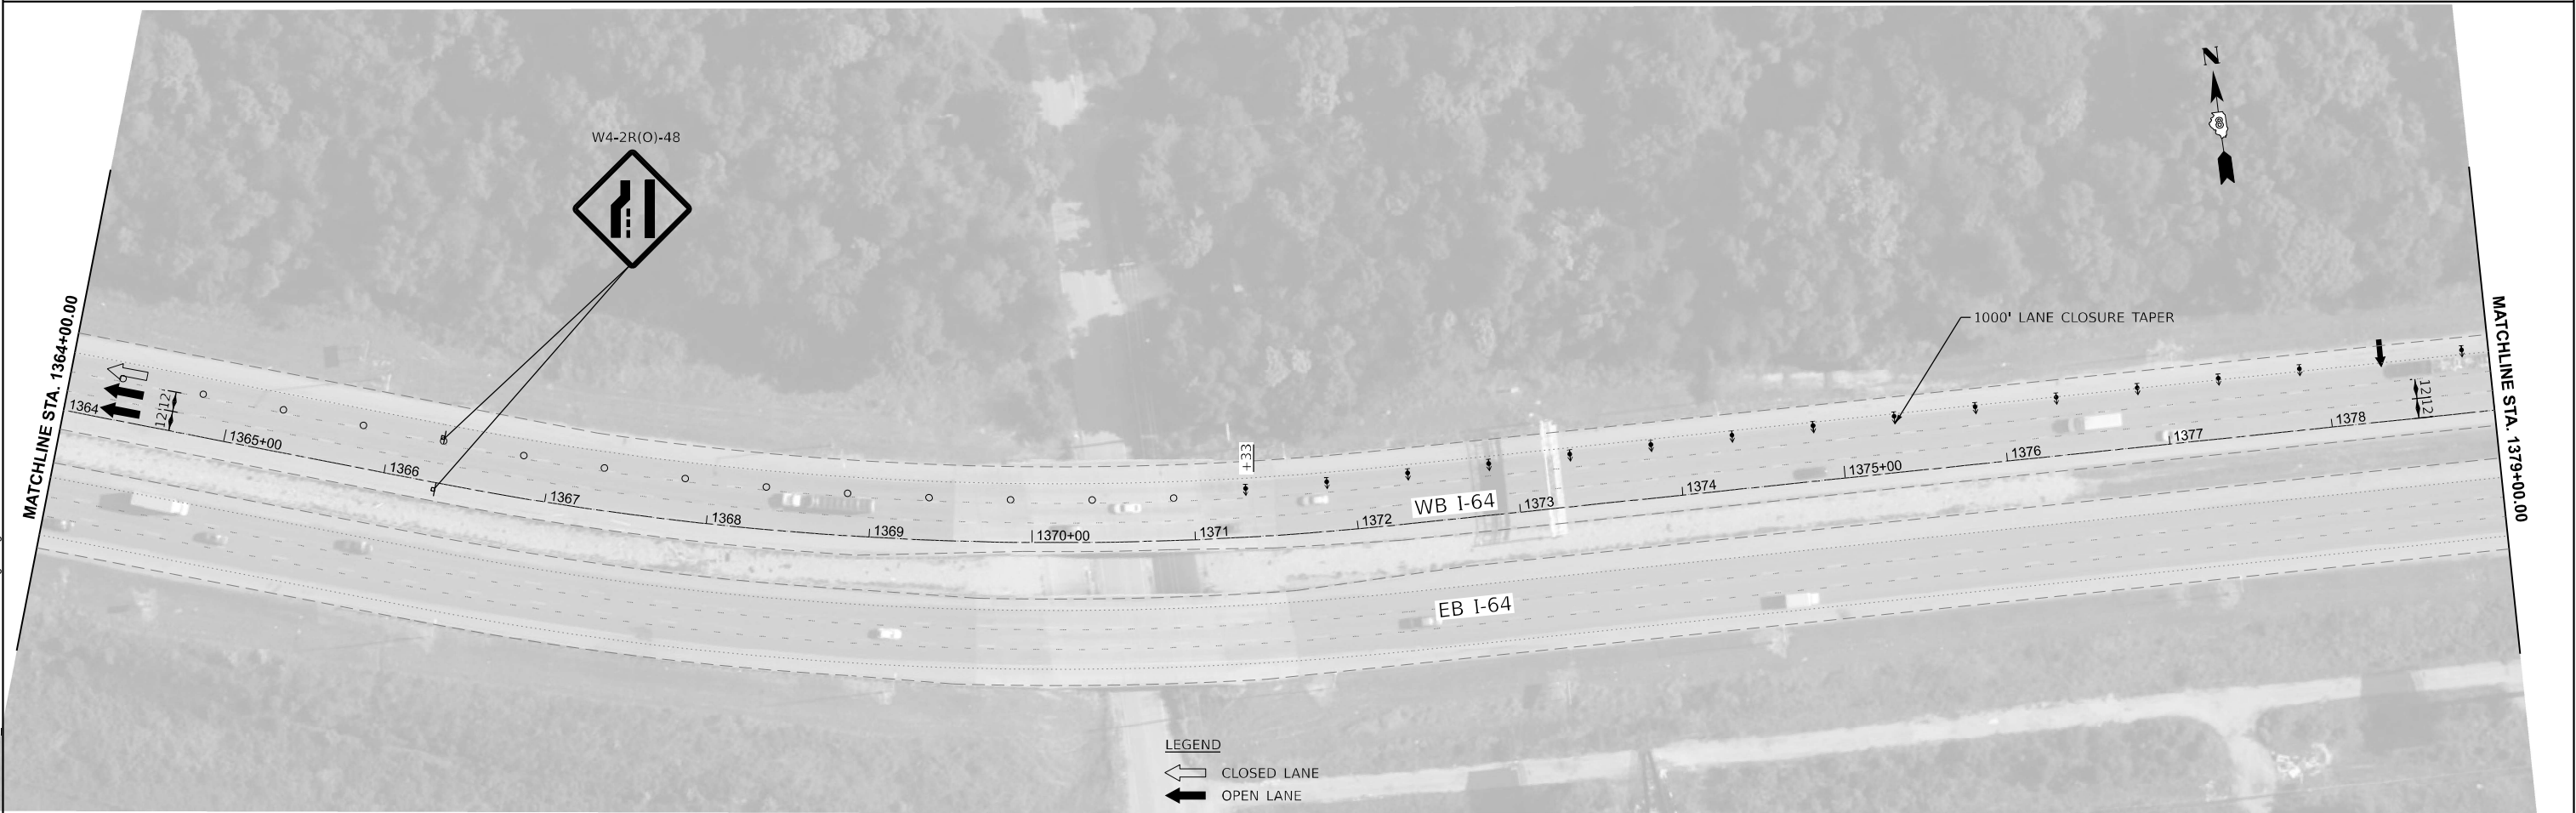 N
8
W4-2R(O)-48
MATCHLINE STA. 1364+00.00
MATCHLINE STA. 1379+00.00
1000' LANE CLOSURE TAPER
12 12
12 12
+33
1364
1365+00
1366
1367
1368
1369
1370+00
1371
1372
1373
1374
1375+00
1376
1377
1378
WB I-64
EB I-64
LEGEND
CLOSED LANE
OPEN LANE